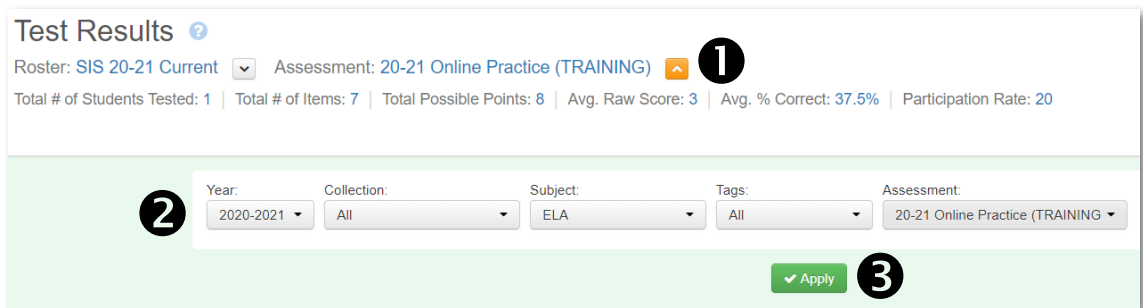 Test Results ?
Roster: SIS 20-21 Current Assessment: 20-21 Online Practice (TRAINING) 1
Total # of Students Tested: 1 | Total # of Items: 7 | Total Possible Points: 8 | Avg. Raw Score: 3 | Avg. % Correct: 37.5% | Participation Rate: 20
Year: Collection: Subject: Tags: Assessment:
2 2020-2021 All ELA All 20-21 Online Practice (TRAINING
Apply 3